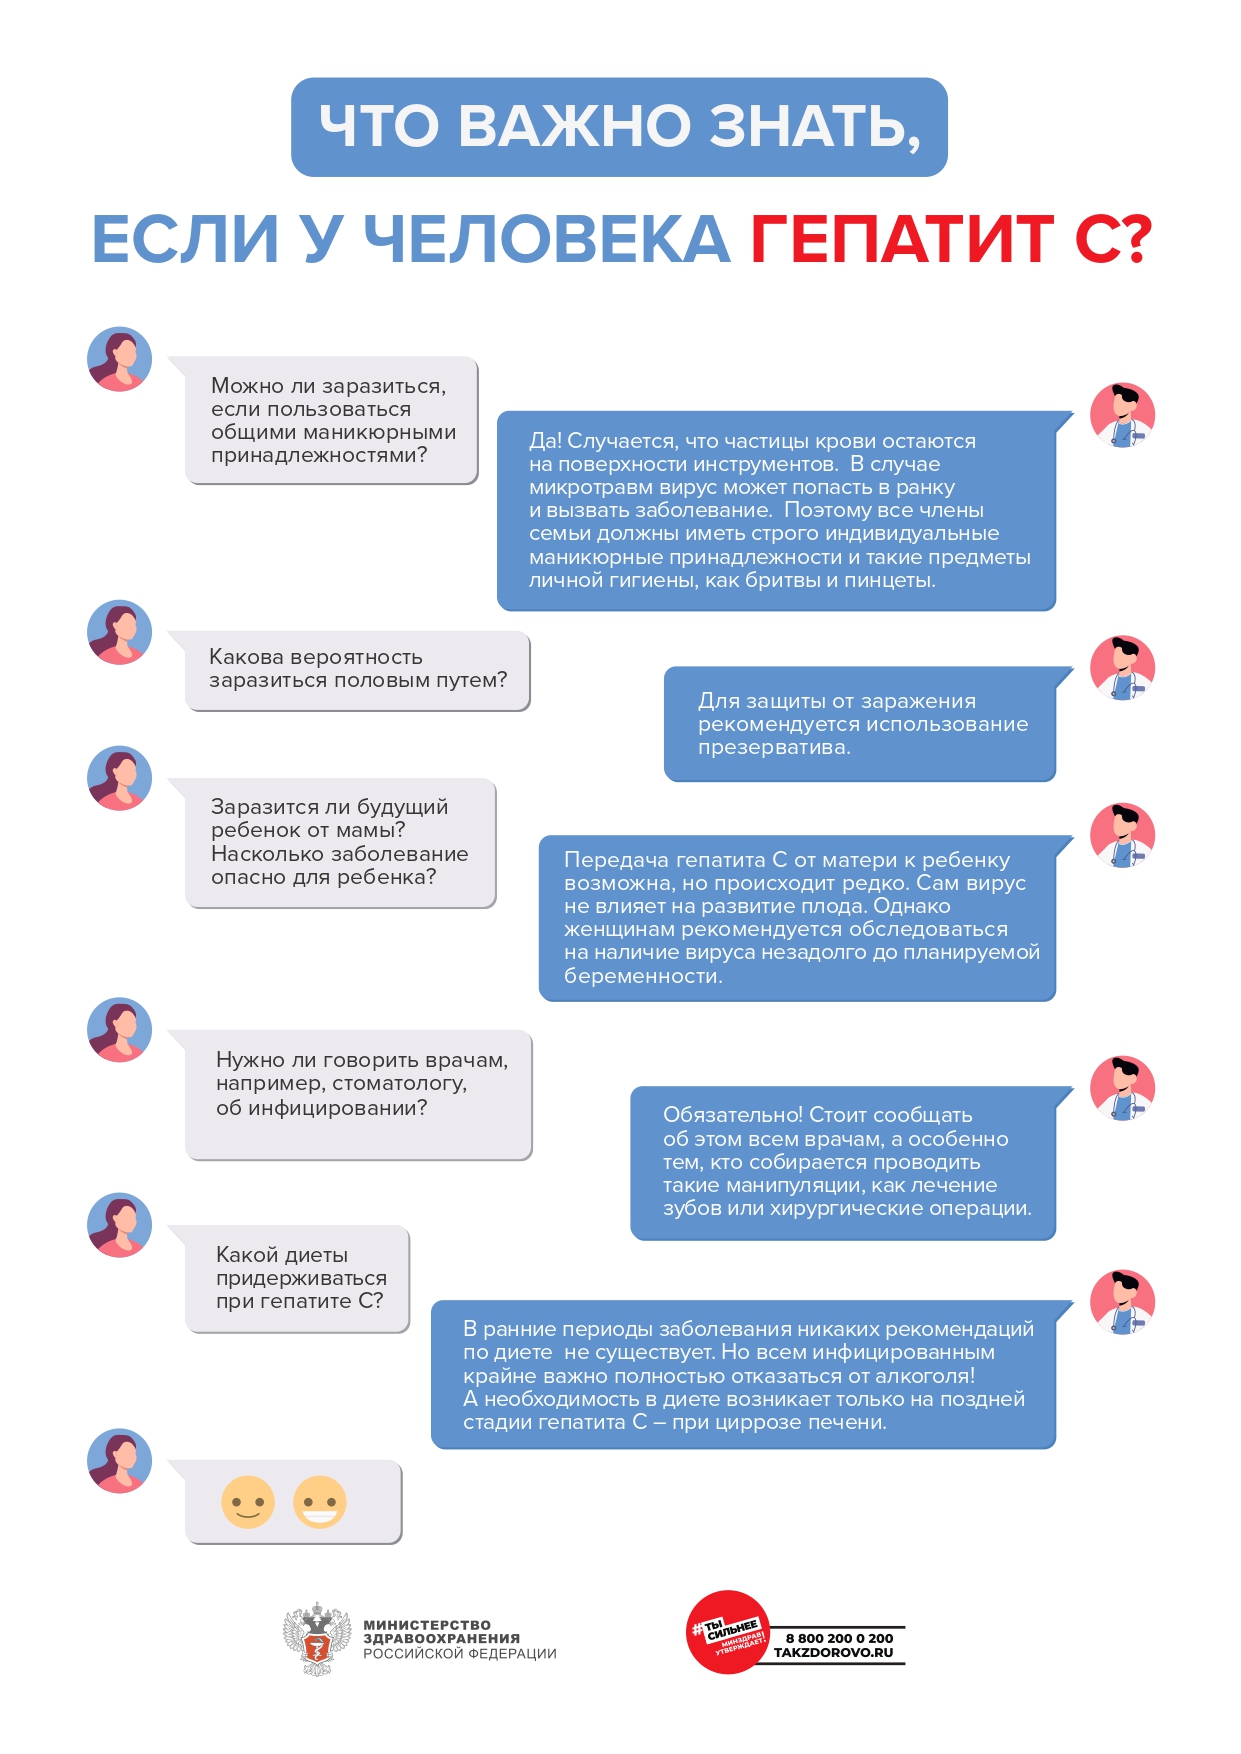 ЧТО ВАЖНО ЗНАТЬ,
ЕСЛИ У ЧЕЛОВЕКА ГЕПАТИТ С?
Можно ли заразиться,
если пользоваться
общими маникюрными
принадлежностями?
Да! Случается, что частицы крови остаются
на поверхности инструментов. В случае
микротравм вирус может попасть в ранку
и вызвать заболевание. Поэтому все члены
семьи должны иметь строго индивидуальные
маникюрные принадлежности и такие предметы
личной гигиены, как бритвы и пинцеты.
Какова вероятность
заразиться половым путем?
Для защиты от заражения
рекомендуется использование
презерватива.
Заразится ли будущий
ребенок от мамы?
Насколько заболевание
опасно для ребенка?
Передача гепатита С от матери к ребенку
возможна, но происходит редко. Сам вирус
не влияет на развитие плода. Однако
женщинам рекомендуется обследоваться
на наличие вируса незадолго до планируемой
беременности.
Нужно ли говорить врачам,
например, стоматологу,
об инфицировании?
Обязательно! Стоит сообщать
об этом всем врачам, а особенно
тем, кто собирается проводить
такие манипуляции, как лечение
зубов или хирургические операции.
Какой диеты
придерживаться
при гепатите С?
В ранние периоды заболевания никаких рекомендаций
по диете не существует. Но всем инфицированным
крайне важно полностью отказаться от алкоголя!
А необходимость в диете возникает только на поздней
стадии гепатита С – при циррозе печени.
МИНИСТЕРСТВО
ЗДРАВООХРАНЕНИЯ
РОССИЙСКОЙ ФЕДЕРАЦИИ
#ТЫ
СИЛЬНЕЕ
МИНЗДРАВ
УТВЕРЖДАЕТ!
8 800 200 0 200
TAKZDOROVO.RU